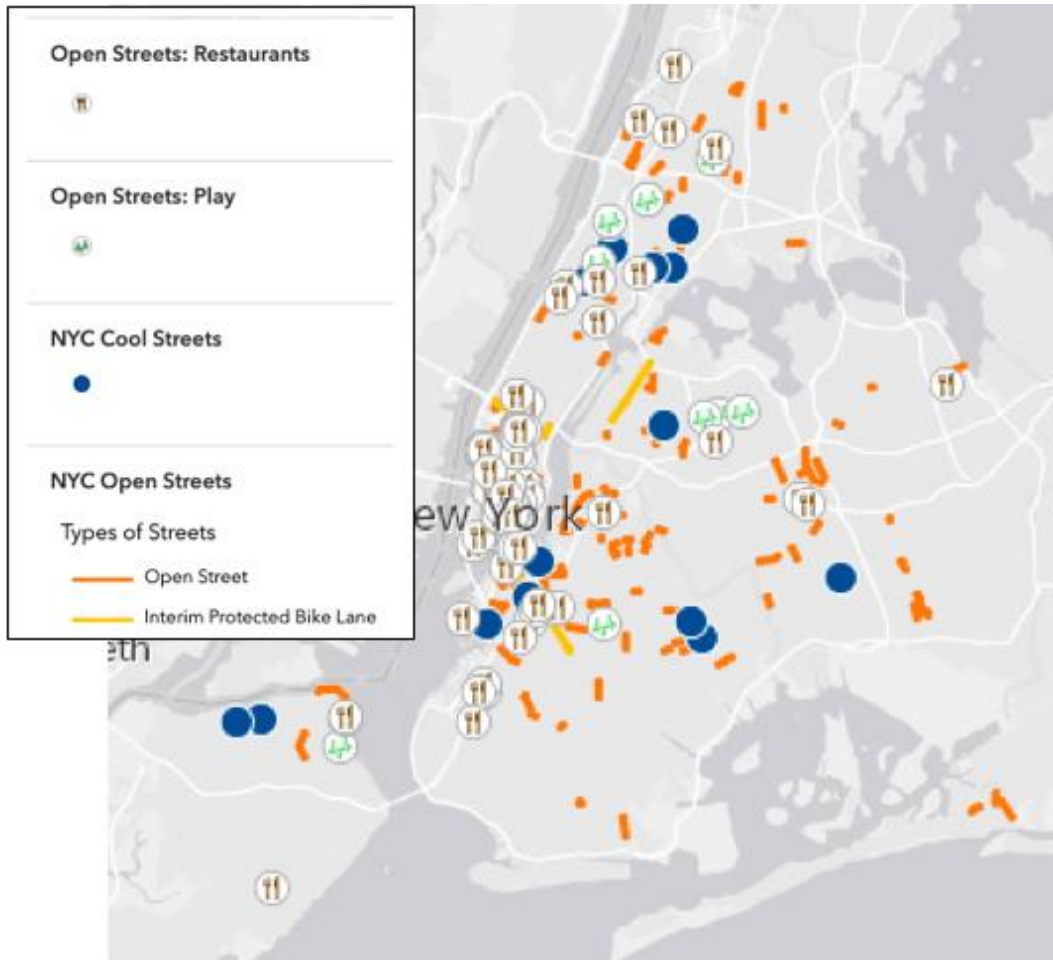 Open Streets: Restaurants
Open Streets: Play
NYC Cool Streets
NYC Open Streets
Types of Streets
Open Street
Interim Protected Bike Lane
ew York
eth